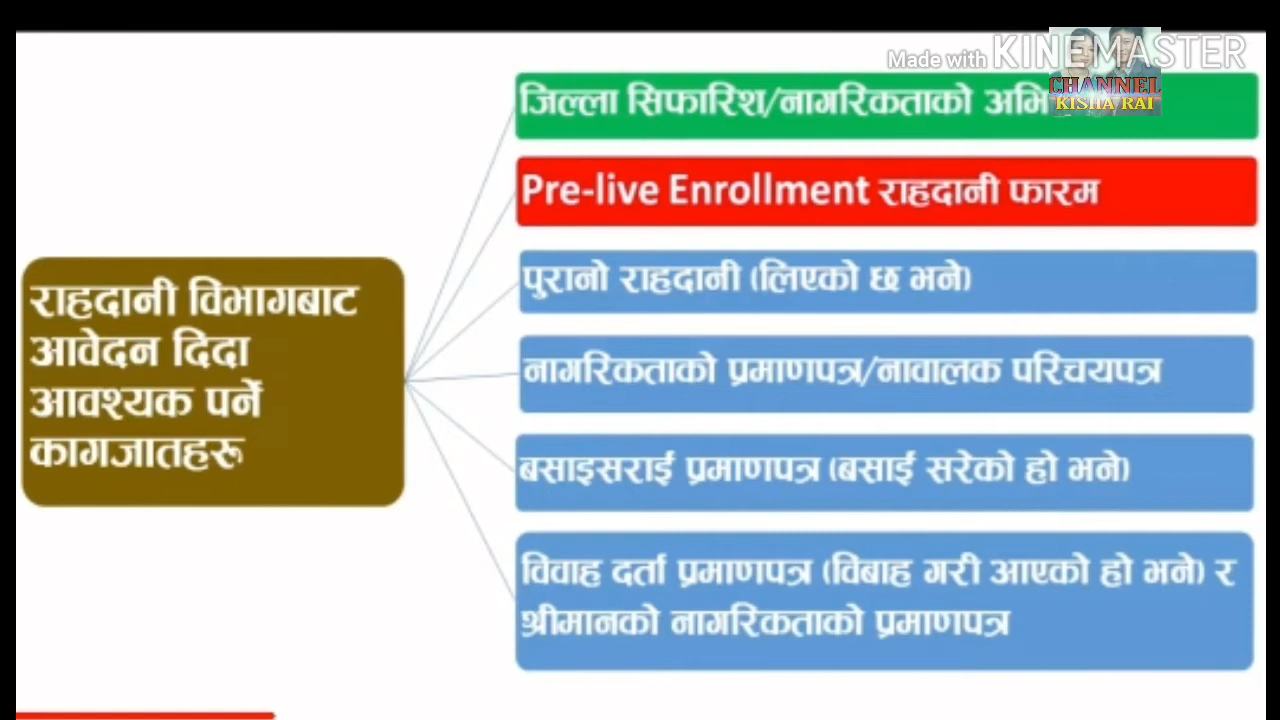 Made with KINEMASTER
CHANNEL
KISHA RAI
जिल्ला सिफारिश/नागरिकताको
Pre-live Enrollment राहदानी फारम
पुरानो राहदानी (लिएको छ भने)
राहदानी विभागबाट
आवेदन दिदा
आवश्यक पर्ने
कागजातहरू
नागरिकताको प्रमाणपत्र/नावालक परिचयपत्र
बसाइसराई प्रमाणपत्र (बसाई सरेको हो भने)
विवाह दर्ता प्रमाणपत्र (विबाह गरी आएको हो भने) र
श्रीमानको नागरिकताको प्रमाणपत्र